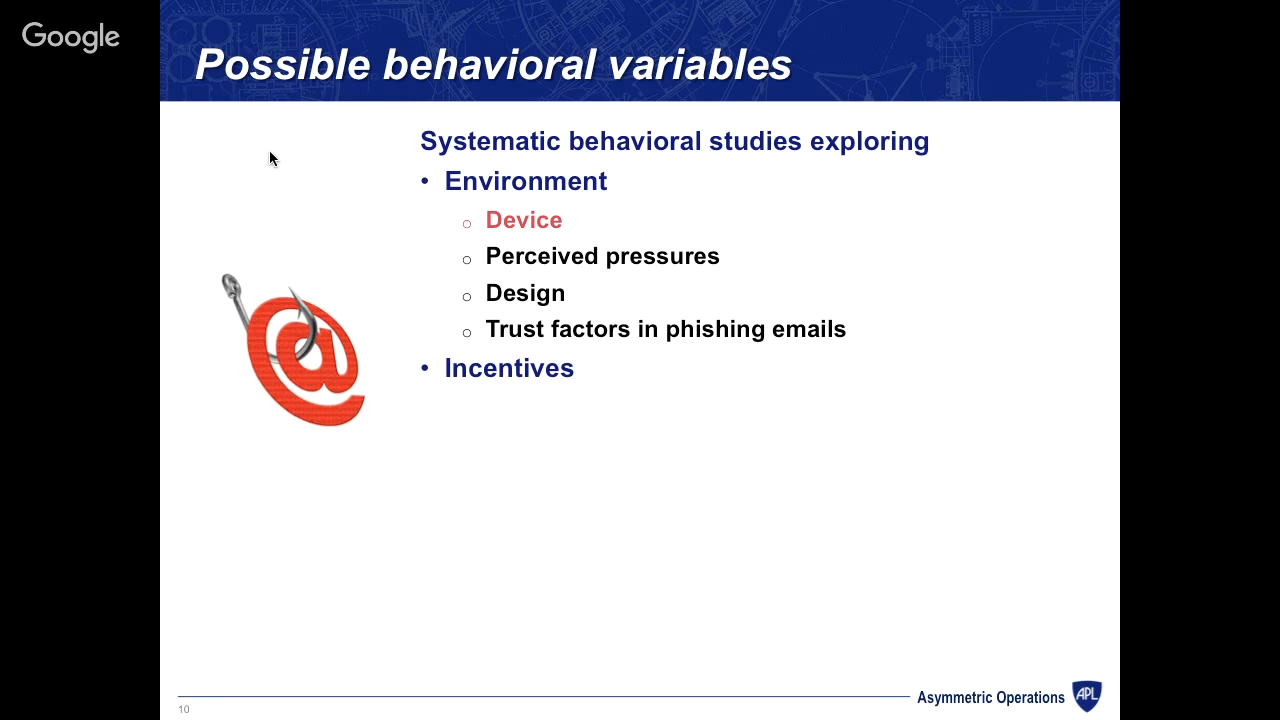 Google
Possible behavioral variables
Systematic behavioral studies exploring
• Environment
○ Device
○ Perceived pressures
○ Design
○ Trust factors in phishing emails
• Incentives
@
Asymmetric Operations
APL
10